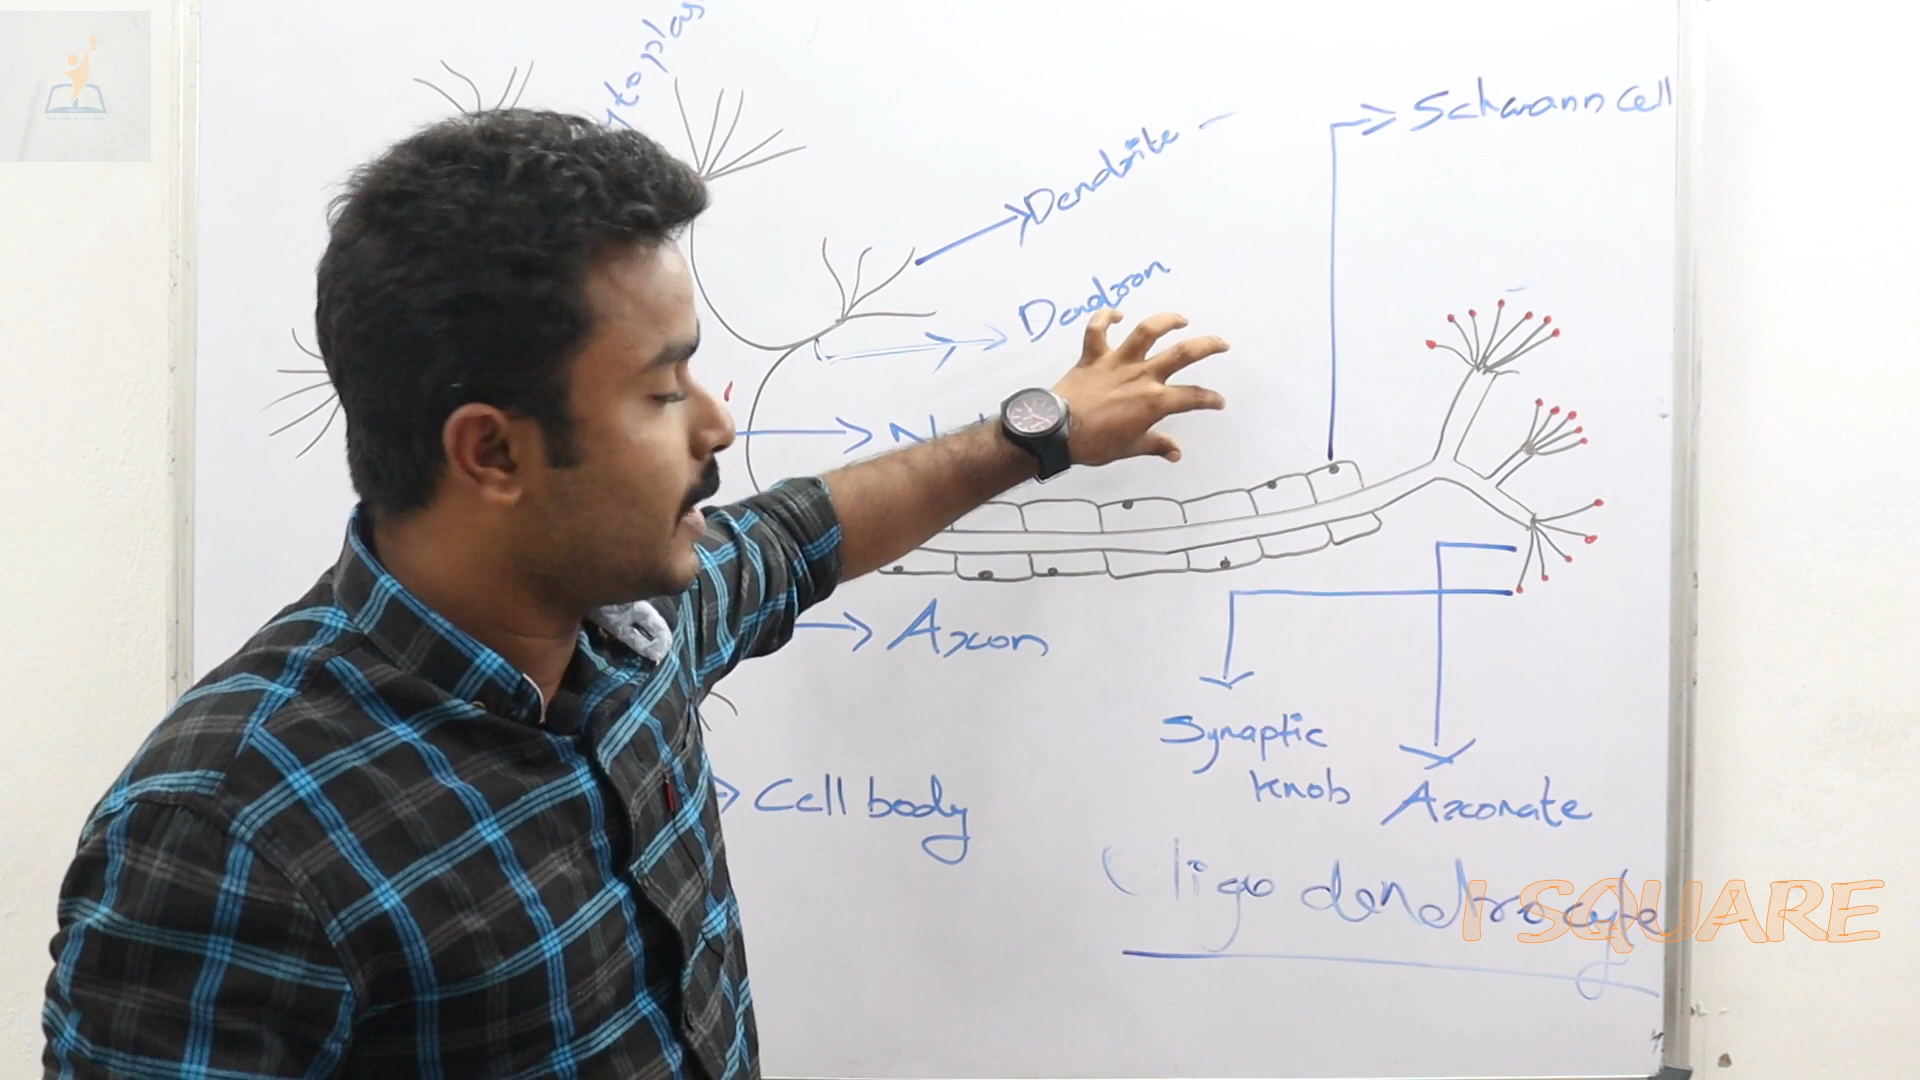 Schwann cell
Dendrite
Dendron
Axon
Synaptic
Knob
Axonate
Cell body
Oligo dendrocyte
I SQUARE